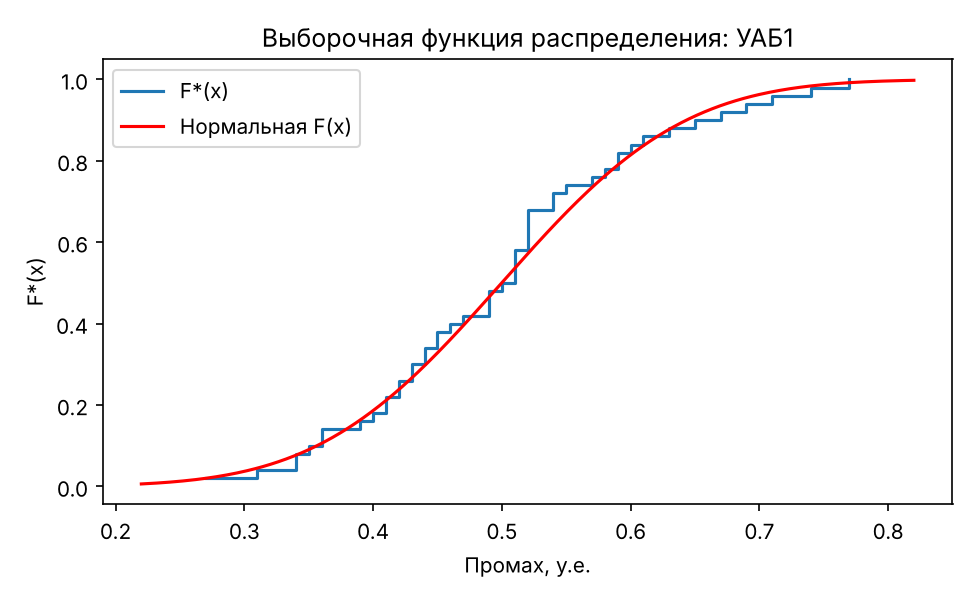 Выборочная функция распределения: УАБ1
F*(x)
Нормальная F(x)
1.0
0.8
0.6
0.4
0.2
0.0
F*(x)
0.2 0.3 0.4 0.5 0.6 0.7 0.8
Промах, у.е.